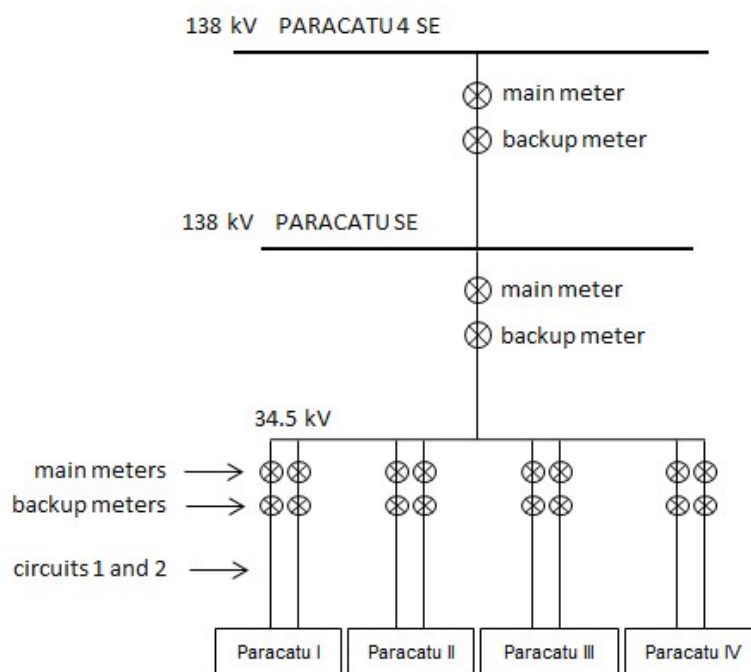 138 kV PARACATU 4 SE
main meter
backup meter
138 kV PARACATU SE
main meter
backup meter
34.5 kV
main meters
backup meters
circuits 1 and 2
Paracatu I Paracatu II Paracatu III Paracatu IV